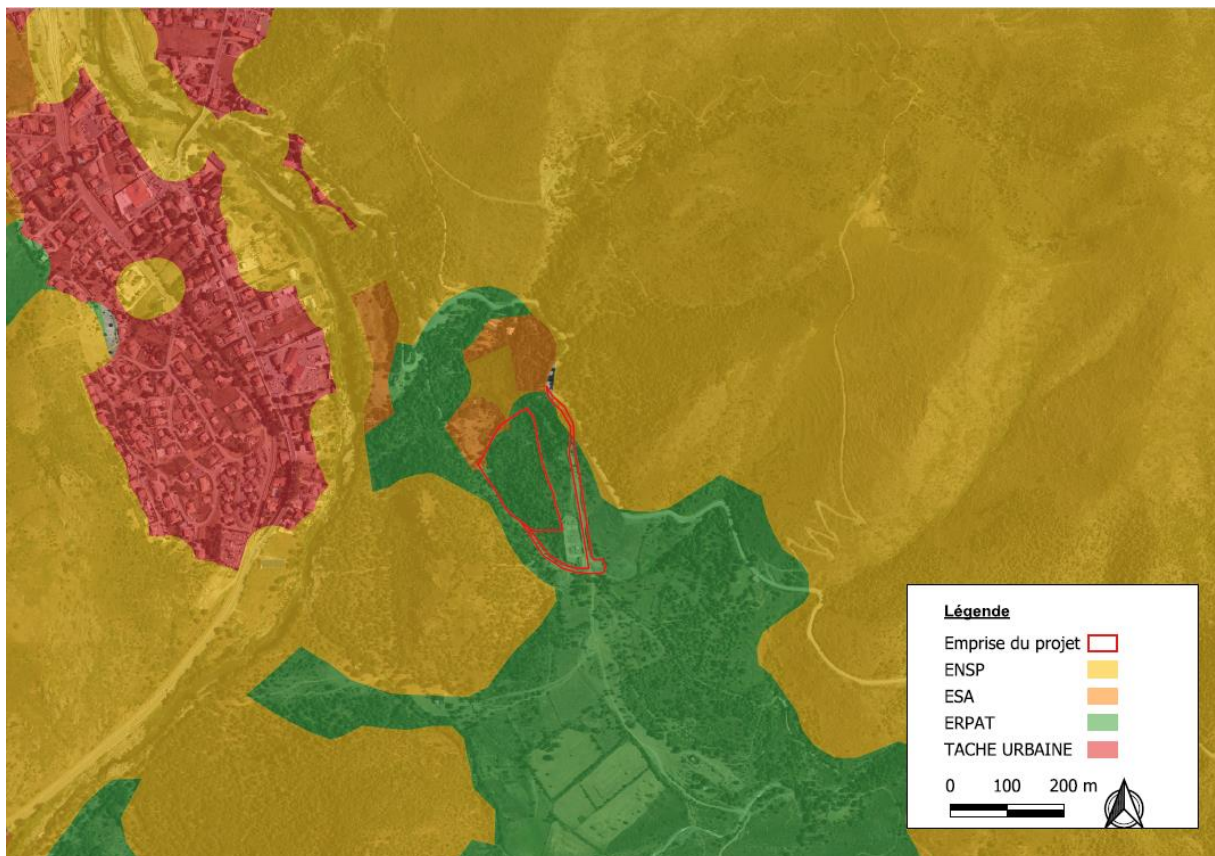 Légende
Emprise du projet
ENSP
ESA
ERPAT
TACHE URBAINE
0 100 200 m